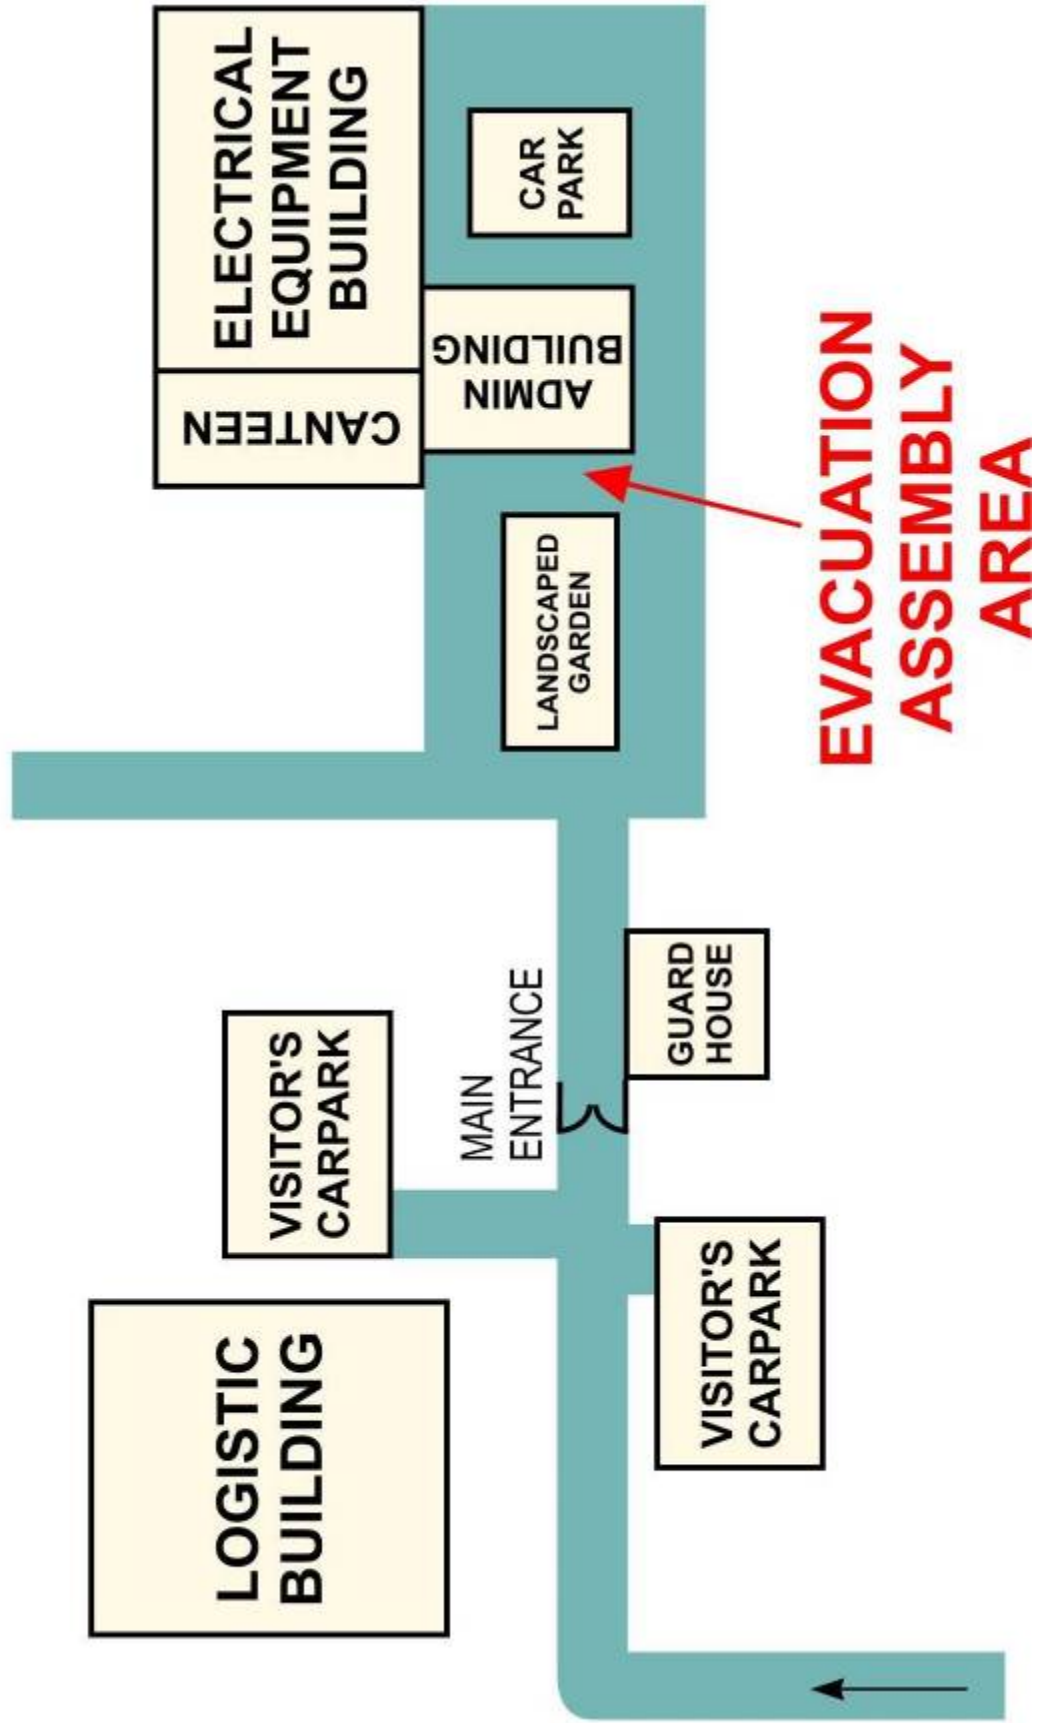 ELECTRICAL
EQUIPMENT
BUILDING
CAR
PARK
CANTEEN
ADMIN
BUILDING
LANDSCAPED
GARDEN
EVACUATION
ASSEMBLY
AREA
MAIN
ENTRANCE
GUARD
HOUSE
VISITOR'S
CARPARK
VISITOR'S
CARPARK
LOGISTIC
BUILDING